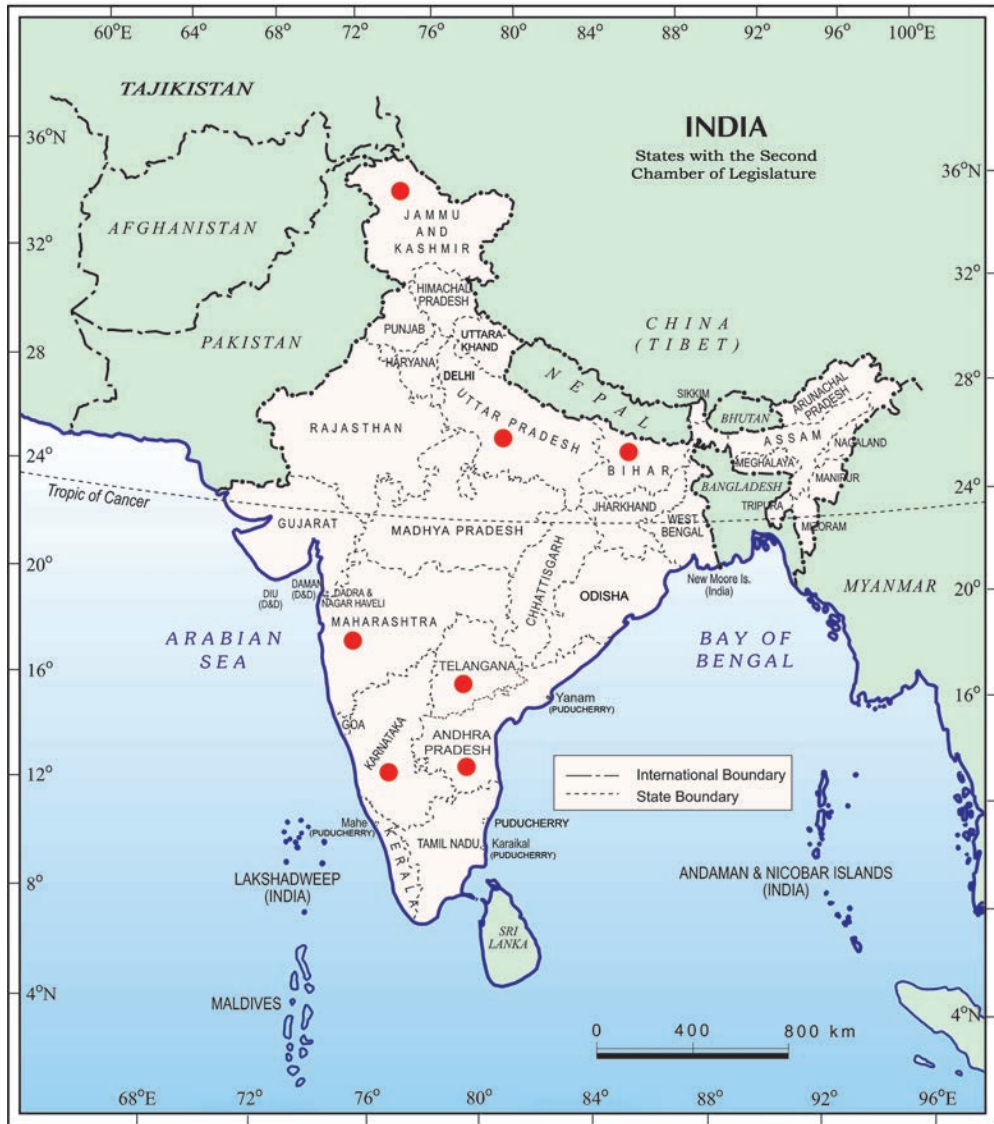 60°E
64°
68°
72°
76°
80°
84°
88°
92°
96°
100°E
TAJIKISTAN
36°N
INDIA
States with the Second
Chamber of Legislature
36°N
AFGHANISTAN
JAMMU
AND
KASHMIR
32°
32°
HIMACHAL
PRADESH
CHINA
(TIBET)
PAKISTAN
PUNJAB
UTTARA-
KHAND
28°
HARYANA
DELHI
NEPAL
28°
SIKKIM
BHUTAN
ARUNACHAL
PRADESH
RAJASTHAN
UTTAR PRADESH
ASSAM
NAGALAND
24°
BIHAR
MEGHALAYA
MANIPUR
BANGLADESH
24°
Tropic of Cancer
JHARKHAND
TRIPURA
GUJARAT
MADHYA PRADESH
WEST
BENGAL
MIZORAM
20°
CHHATTISGARH
New Moore Is.
(India)
MYANMAR
20°
DIU
(D&D)
DAMAN
(D&D)
DADRA &
NAGAR HAVELI
ODISHA
MAHARASHTRA
ARABIAN
SEA
BAY OF
BENGAL
16°
TELANGANA
16°
Yanam
(PUDUCHERRY)
GOA
KARNATAKA
ANDHRA
PRADESH
12°
International Boundary
State Boundary
12°
Mahe
(PUDUCHERRY)
PUDUCHERRY
KERALA
TAMIL NADU
Karaikal
(PUDUCHERRY)
8°
LAKSHADWEEP
(INDIA)
ANDAMAN & NICOBAR ISLANDS
(INDIA)
8°
SRI
LANKA
4°N
MALDIVES
4°N
0 400 800 km
68°E
72°
76°
80°
84°
88°
92°
96°E